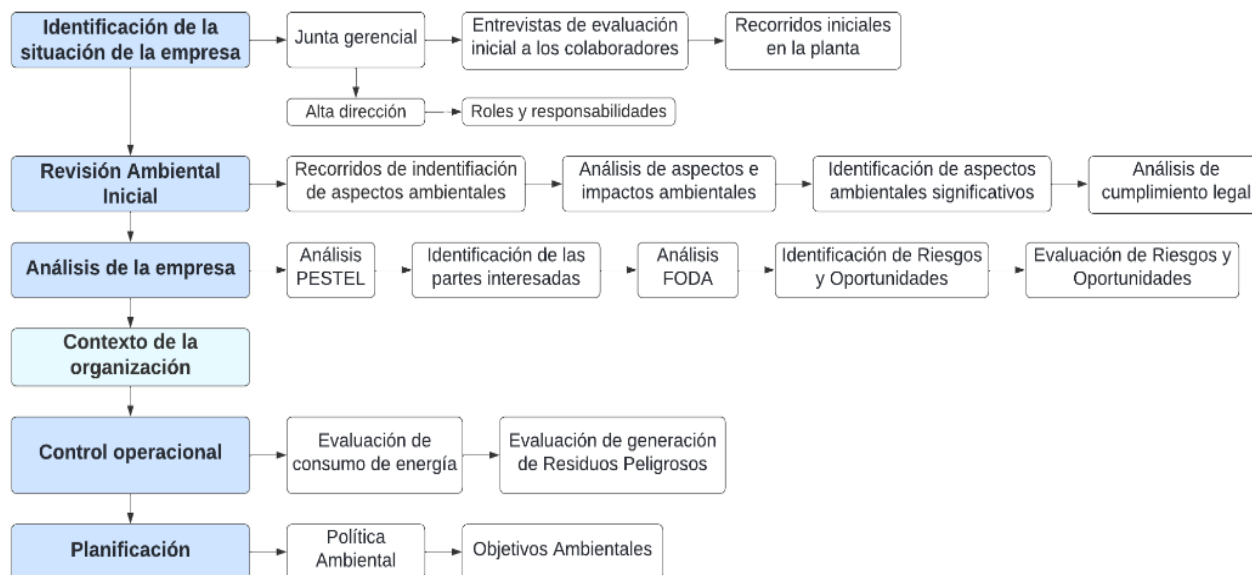 Identificación de la
situación de la empresa
Junta gerencial
Entrevistas de evaluación
inicial a los colaboradores
Recorridos iniciales
en la planta
Alta dirección
Roles y responsabilidades
Revisión Ambiental
Inicial
Recorridos de indentifiación
de aspectos ambientales
Análisis de aspectos e
impactos ambientales
Identificación de aspectos
ambientales significativos
Análisis de
cumplimiento legal
Análisis de la empresa
Análisis
PESTEL
Identificación de las
partes interesadas
Análisis
FODA
Identificación de Riesgos
y Oportunidades
Evaluación de Riesgos y
Oportunidades
Contexto de la
organización
Control operacional
Evaluación de
consumo de energía
Evaluación de generación
de Residuos Peligrosos
Planificación
Política
Ambiental
Objetivos Ambientales